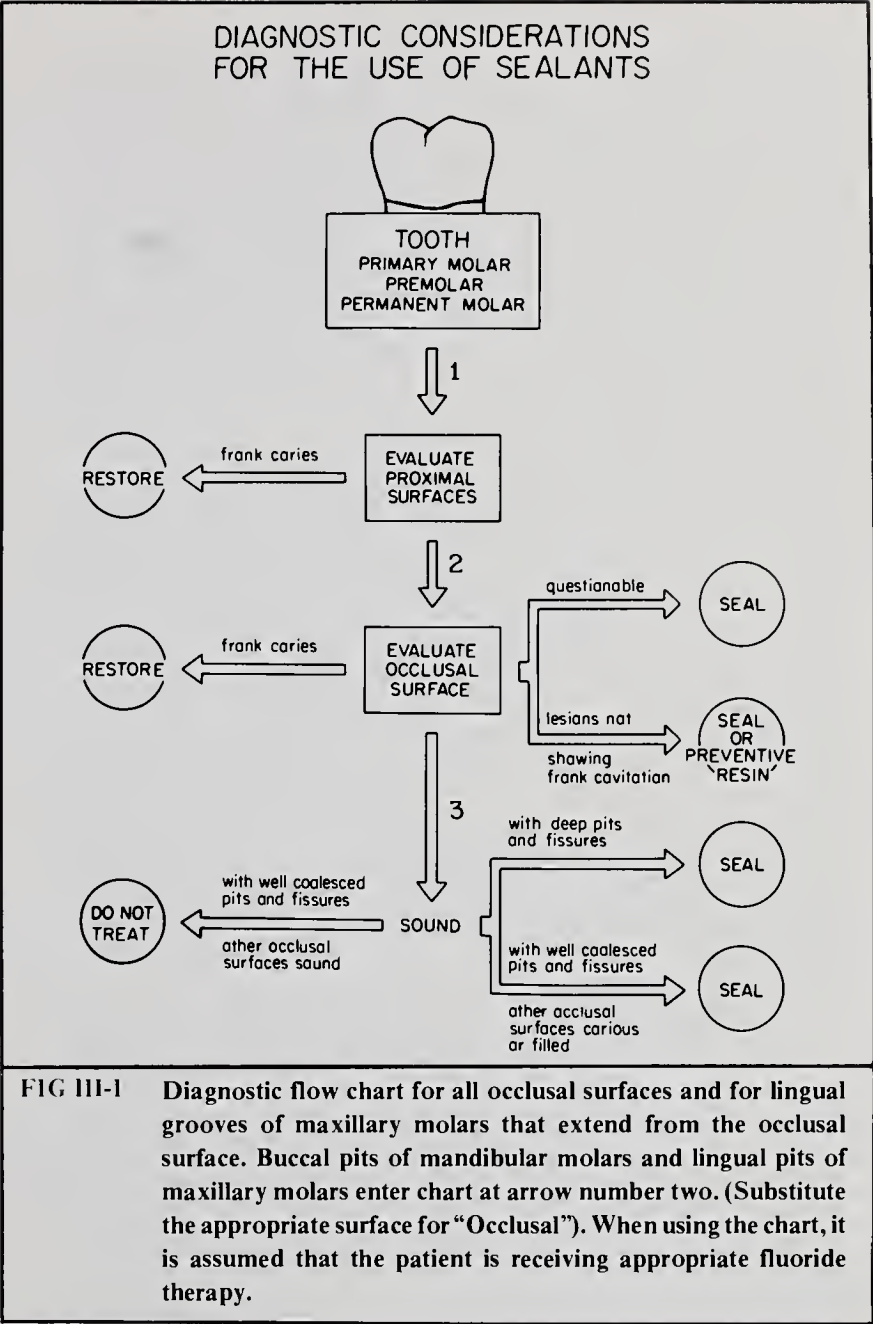 DIAGNOSTIC CONSIDERATIONS
FOR THE USE OF SEALANTS
TOOTH
PRIMARY MOLAR
PREMOLAR
PERMANENT MOLAR
1
RESTORE
frank caries
EVALUATE
PROXIMAL
SURFACES
2
RESTORE
frank caries
EVALUATE
OCCLUSAL
SURFACE
questionable
SEAL
lesions not
showing
frank cavitation
SEAL
OR
PREVENTIVE
'RESIN'
3
with deep pits
and fissures
SEAL
DO NOT
TREAT
with well coalesced
pits and fissures
other occlusal
surfaces sound
SOUND
with well coalesced
pits and fissures
other occlusal
surfaces carious
or filled
SEAL
FIG III-1 Diagnostic flow chart for all occlusal surfaces and for lingual
grooves of maxillary molars that extend from the occlusal
surface. Buccal pits of mandibular molars and lingual pits of
maxillary molars enter chart at arrow number two. (Substitute
the appropriate surface for “Occlusal”). When using the chart, it
is assumed that the patient is receiving appropriate fluoride
therapy.